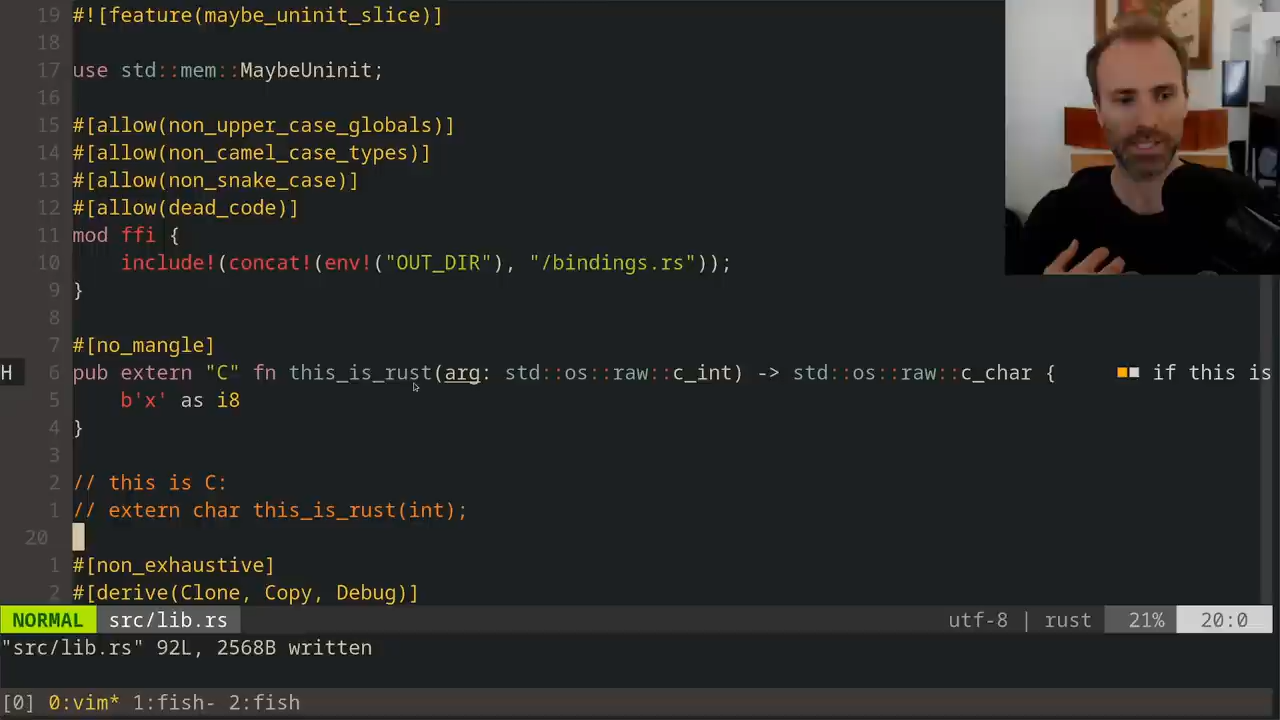 19 #![feature(maybe_uninit_slice)]
18
17 use std::mem::MaybeUninit;
16
15 #[allow(non_upper_case_globals)]
14 #[allow(non_camel_case_types)]
13 #[allow(non_snake_case)]
12 #[allow(dead_code)]
11 mod ffi {
10     include!(concat!(env!("OUT_DIR"), "/bindings.rs"));
9 }
8
7 #[no_mangle]
H 6 pub extern "C" fn this_is_rust(arg: std::os::raw::c_int) -> std::os::raw::c_char { if this is
5     b'x' as i8
4 }
3
2 // this is C:
1 // extern char this_is_rust(int);
20
1 #[non_exhaustive]
2 #[derive(Clone, Copy, Debug)]
NORMAL src/lib.rs utf-8 | rust 21% 20:0
"src/lib.rs" 92L, 2568B written
[0] 0:vim* 1:fish- 2:fish